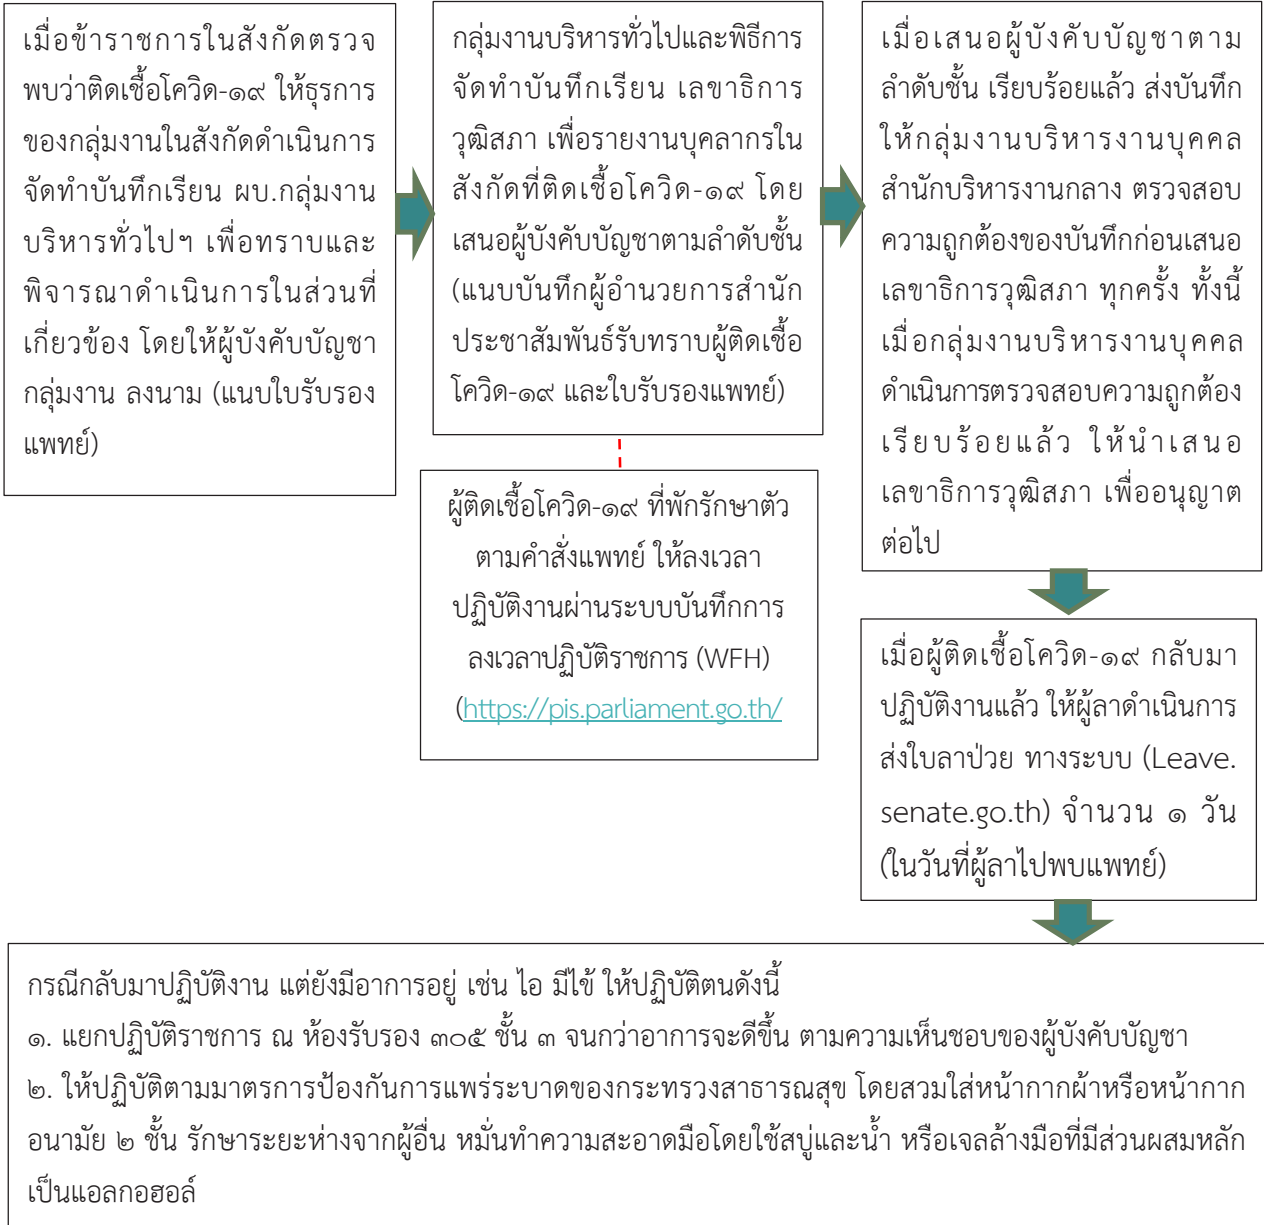 เมื่อข้าราชการในสังกัดตรวจ
พบว่าติดเชื้อโควิด-๑๙ ให้ธุรการ
ของกลุ่มงานในสังกัดดำเนินการ
จัดทำบันทึกเรียน ผบ.กลุ่มงาน
บริหารทั่วไปฯ เพื่อทราบและ
พิจารณาดำเนินการในส่วนที่
เกี่ยวข้อง โดยให้ผู้บังคับบัญชา
กลุ่มงาน ลงนาม (แนบใบรับรอง
แพทย์)
กลุ่มงานบริหารทั่วไปและพิธีการ
จัดทำบันทึกเรียน เลขาธิการ
วุฒิสภา เพื่อรายงานบุคลากรใน
สังกัดที่ติดเชื้อโควิด-๑๙ โดย
เสนอผู้บังคับบัญชาตามลำดับชั้น
(แนบบันทึกผู้อำนวยการสำนัก
ประชาสัมพันธ์รับทราบผู้ติดเชื้อ
โควิด-๑๙ และใบรับรองแพทย์)
ผู้ติดเชื้อโควิด-๑๙ ที่พักรักษาตัว
ตามคำสั่งแพทย์ ให้ลงเวลา
ปฏิบัติงานผ่านระบบบันทึกการ
ลงเวลาปฏิบัติราชการ (WFH)
(https://pis.parliament.go.th/
เมื่อเสนอผู้บังคับบัญชาตาม
ลำดับชั้น เรียบร้อยแล้ว ส่งบันทึก
ให้กลุ่มงานบริหารงานบุคคล
สำนักบริหารงานกลาง ตรวจสอบ
ความถูกต้องของบันทึกก่อนเสนอ
เลขาธิการวุฒิสภา ทุกครั้ง ทั้งนี้
เมื่อกลุ่มงานบริหารงานบุคคล
ดำเนินการตรวจสอบความถูกต้อง
เรียบร้อยแล้ว ให้นำเสนอ
เลขาธิการวุฒิสภา เพื่ออนุญาต
ต่อไป
เมื่อผู้ติดเชื้อโควิด-๑๙ กลับมา
ปฏิบัติงานแล้ว ให้ผู้ลาดำเนินการ
ส่งใบลาป่วย ทางระบบ (Leave.
senate.go.th) จำนวน ๑ วัน
(ในวันที่ผู้ลาไปพบแพทย์)
กรณีกลับมาปฏิบัติงาน แต่ยังมีอาการอยู่ เช่น ไอ มีไข้ ให้ปฏิบัติตนดังนี้
๑. แยกปฏิบัติราชการ ณ ห้องรับรอง ๓๐๕ ชั้น ๓ จนกว่าอาการจะดีขึ้น ตามความเห็นชอบของผู้บังคับบัญชา
๒. ให้ปฏิบัติตามมาตรการป้องกันการแพร่ระบาดของกระทรวงสาธารณสุข โดยสวมใส่หน้ากากผ้าหรือหน้ากาก
อนามัย ๒ ชั้น รักษาระยะห่างจากผู้อื่น หมั่นทำความสะอาดมือโดยใช้สบู่และน้ำ หรือเจลล้างมือที่มีส่วนผสมหลัก
เป็นแอลกอฮอล์